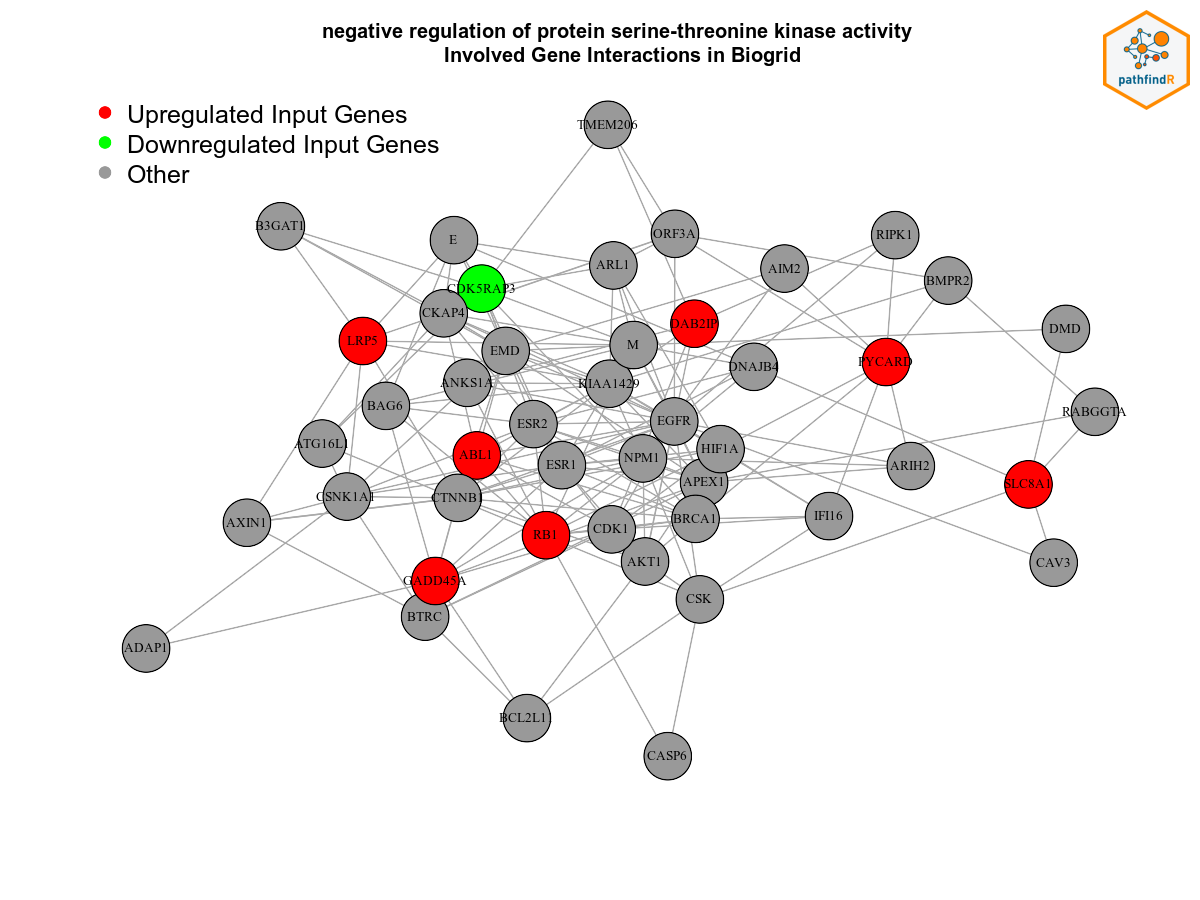 negative regulation of protein serine-threonine kinase activity
Involved Gene Interactions in Biogrid
pathfindR
Upregulated Input Genes
Downregulated Input Genes
Other
TMEM206
B3GAT1
E
ORF3A
RIPK1
ARL1
AIM2
BMPR2
CDK5RAP3
CKAP4
DAB2IP
DMD
LRP5
EMD
M
PYCARD
DNAJB4
ANKS1A
KIAA1429
BAG6
RABGGTA
ESR2
EGFR
ATG16L1
HIF1A
ABL1
ESR1
NPM1
ARIH2
APEX1
SLC8A1
CSNK1A1
CTNNB1
AXIN1
BRCA1
IFI16
CDK1
RB1
AKT1
CAV3
GADD45A
CSK
BTRC
ADAP1
BCL2L11
CASP6